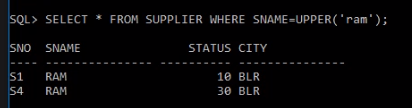 SQL> SELECT * FROM SUPPLIER WHERE SNAME=UPPER('ram');
SNO SNAME STATUS CITY
---- --------------- ---------- ---------------
S1 RAM 10 BLR
S4 RAM 30 BLR